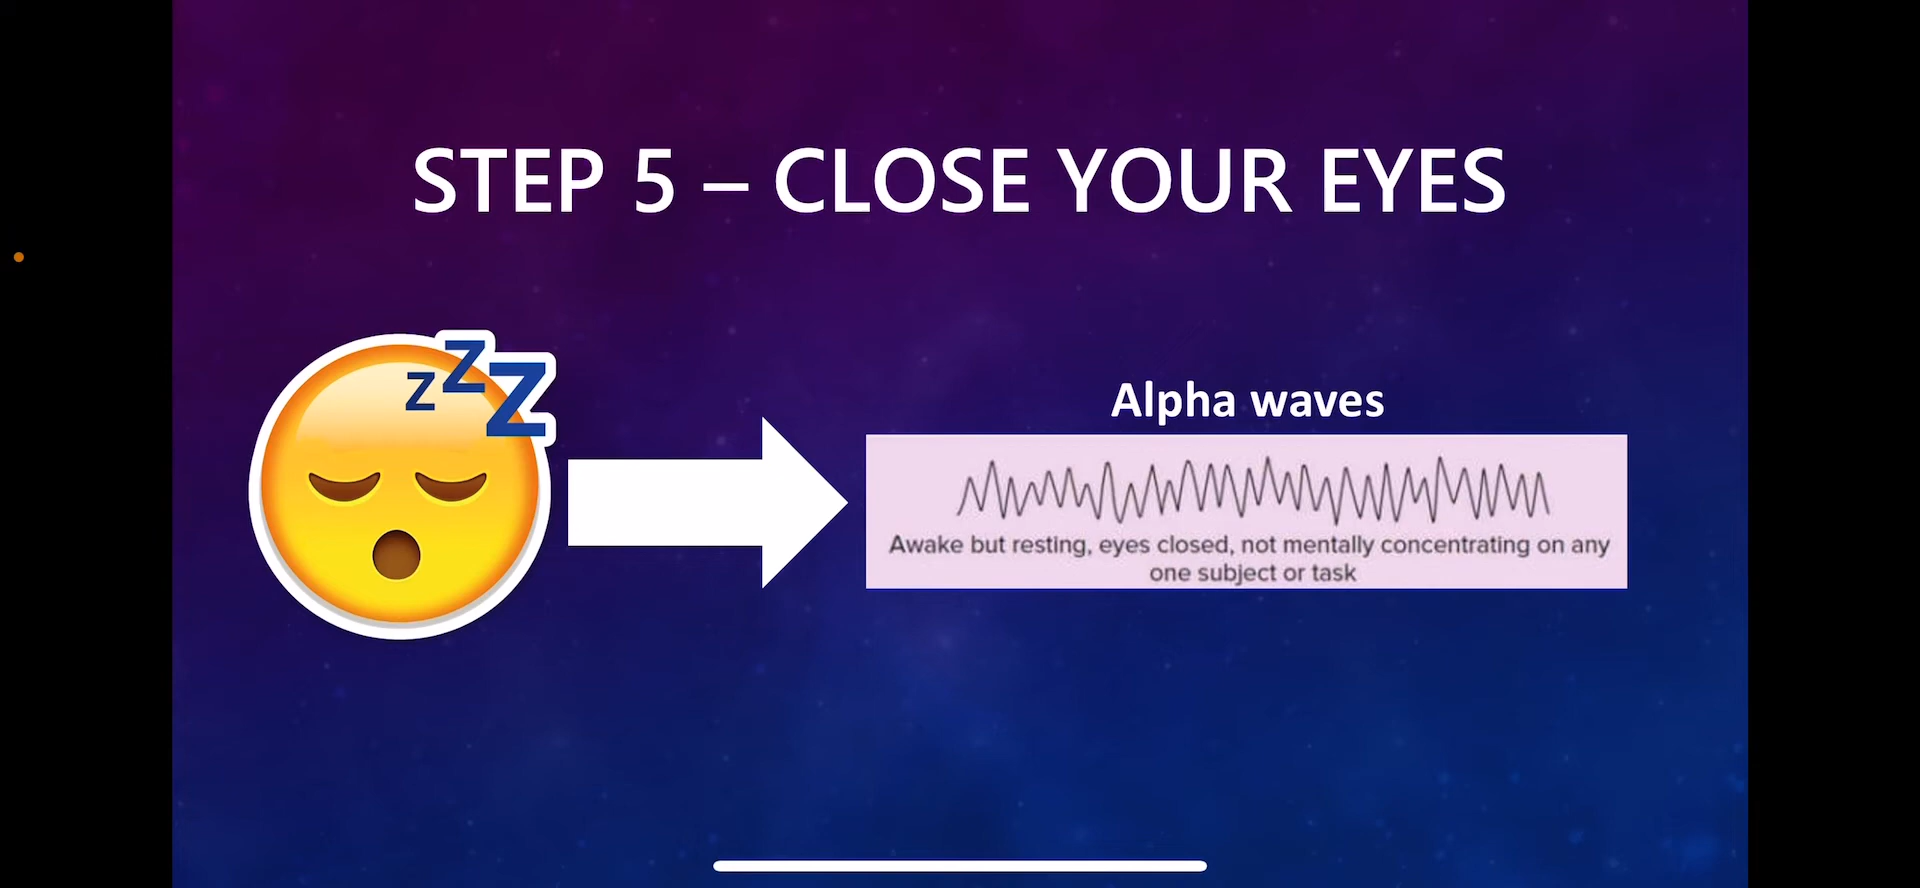 STEP 5 – CLOSE YOUR EYES
z z z
Alpha waves
Awake but resting, eyes closed, not mentally concentrating on any
one subject or task